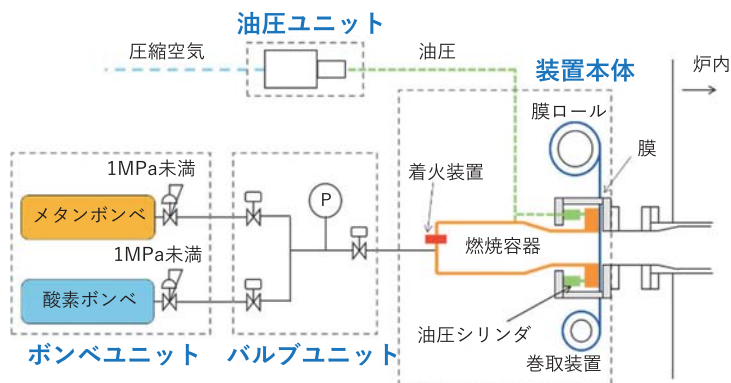 油圧ユニット
圧縮空気
油圧
装置本体
炉内
膜ロール
膜
着火装置
1MPa未満
メタンボンベ
P
燃焼容器
1MPa未満
酸素ボンベ
油圧シリンダ
ボンベユニット
バルブユニット
巻取装置